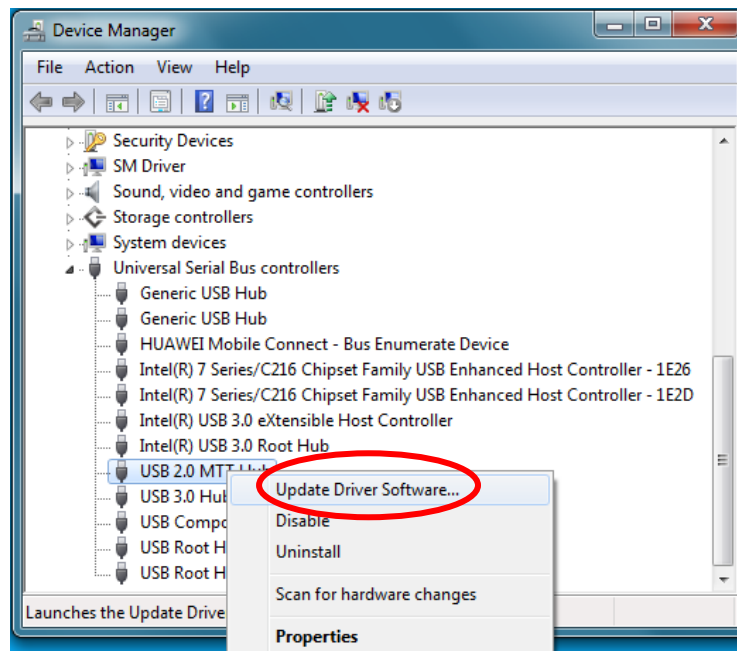 Device Manager
File Action View Help
Security Devices
SM Driver
Sound, video and game controllers
Storage controllers
System devices
Universal Serial Bus controllers
Generic USB Hub
Generic USB Hub
HUAWEI Mobile Connect - Bus Enumerate Device
Intel(R) 7 Series/C216 Chipset Family USB Enhanced Host Controller - 1E26
Intel(R) 7 Series/C216 Chipset Family USB Enhanced Host Controller - 1E2D
Intel(R) USB 3.0 eXtensible Host Controller
Intel(R) USB 3.0 Root Hub
USB 2.0 MTT Hub
Update Driver Software...
USB 3.0 Hub
USB Compo
Disable
USB Root H
Uninstall
USB Root H
Scan for hardware changes
Launches the Update Drive
Properties